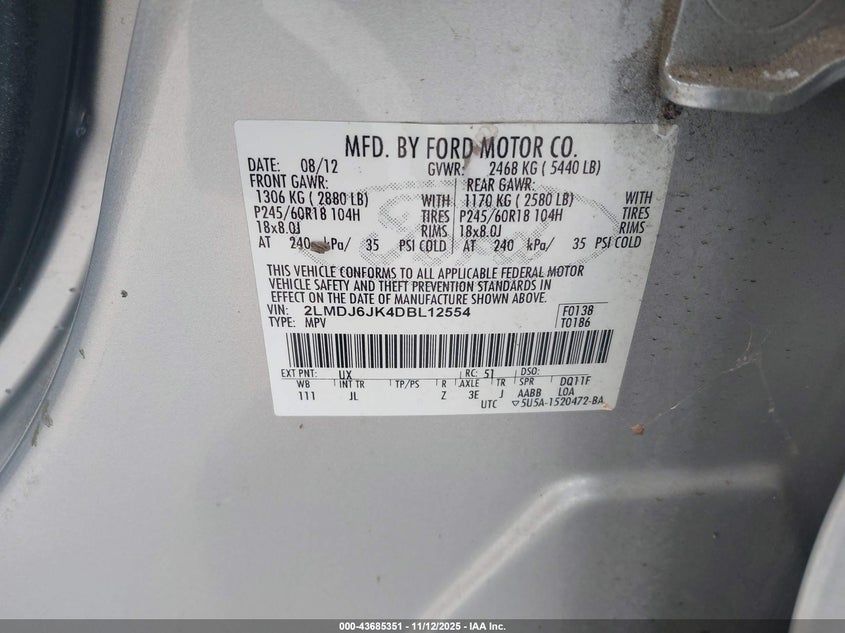 MFD. BY FORD MOTOR CO.
DATE: 08/12 GVWR: 2468 KG ( 5440 LB)
FRONT GAWR: REAR GAWR:
1306 KG ( 2880 LB) WITH 1170 KG ( 2580 LB) WITH
P245/60R18 104H TIRES P245/60R18 104H TIRES
18x8.0J RIMS 18x8.0J RIMS
AT 240 kPa/ 35 PSI COLD AT 240 kPa/ 35 PSI COLD
Ford
THIS VEHICLE CONFORMS TO ALL APPLICABLE FEDERAL MOTOR
VEHICLE SAFETY AND THEFT PREVENTION STANDARDS IN
EFFECT ON THE DATE OF MANUFACTURE SHOWN ABOVE.
VIN: 2LMDJ6JK4DBL12554 F0138
TYPE: MPV T0186
EXT PNT: UX RC: 51 DSO:
WB INT TR TP/PS R AXLE TR SPR DQ11F
111 JL Z 3E J AABB L0A
UTC ▽5U5A-1520472-BA
000-43685351 | 11/12/2025 | IAA Inc.